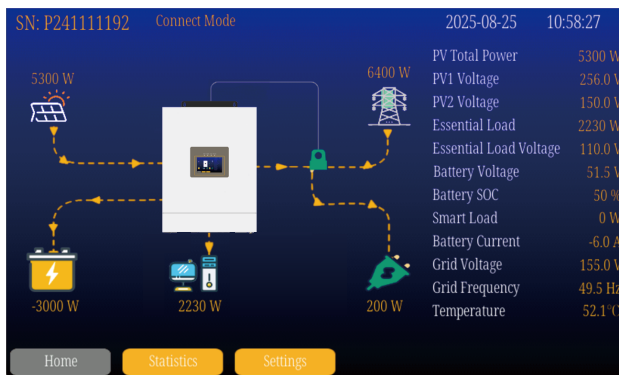 SN: P241111192 Connect Mode 2025-08-25 10:58:27
5300 W
6400 W
-3000 W
2230 W
200 W
PV Total Power 5300 W
PV1 Voltage 256.0 V
PV2 Voltage 150.0 V
Essential Load 2230 W
Essential Load Voltage 110.0 V
Battery Voltage 51.5 V
Battery SOC 50 %
Smart Load 0 W
Battery Current -6.0 A
Grid Voltage 155.0 V
Grid Frequency 49.5 Hz
Temperature 52.1°C
Home Statistics Settings